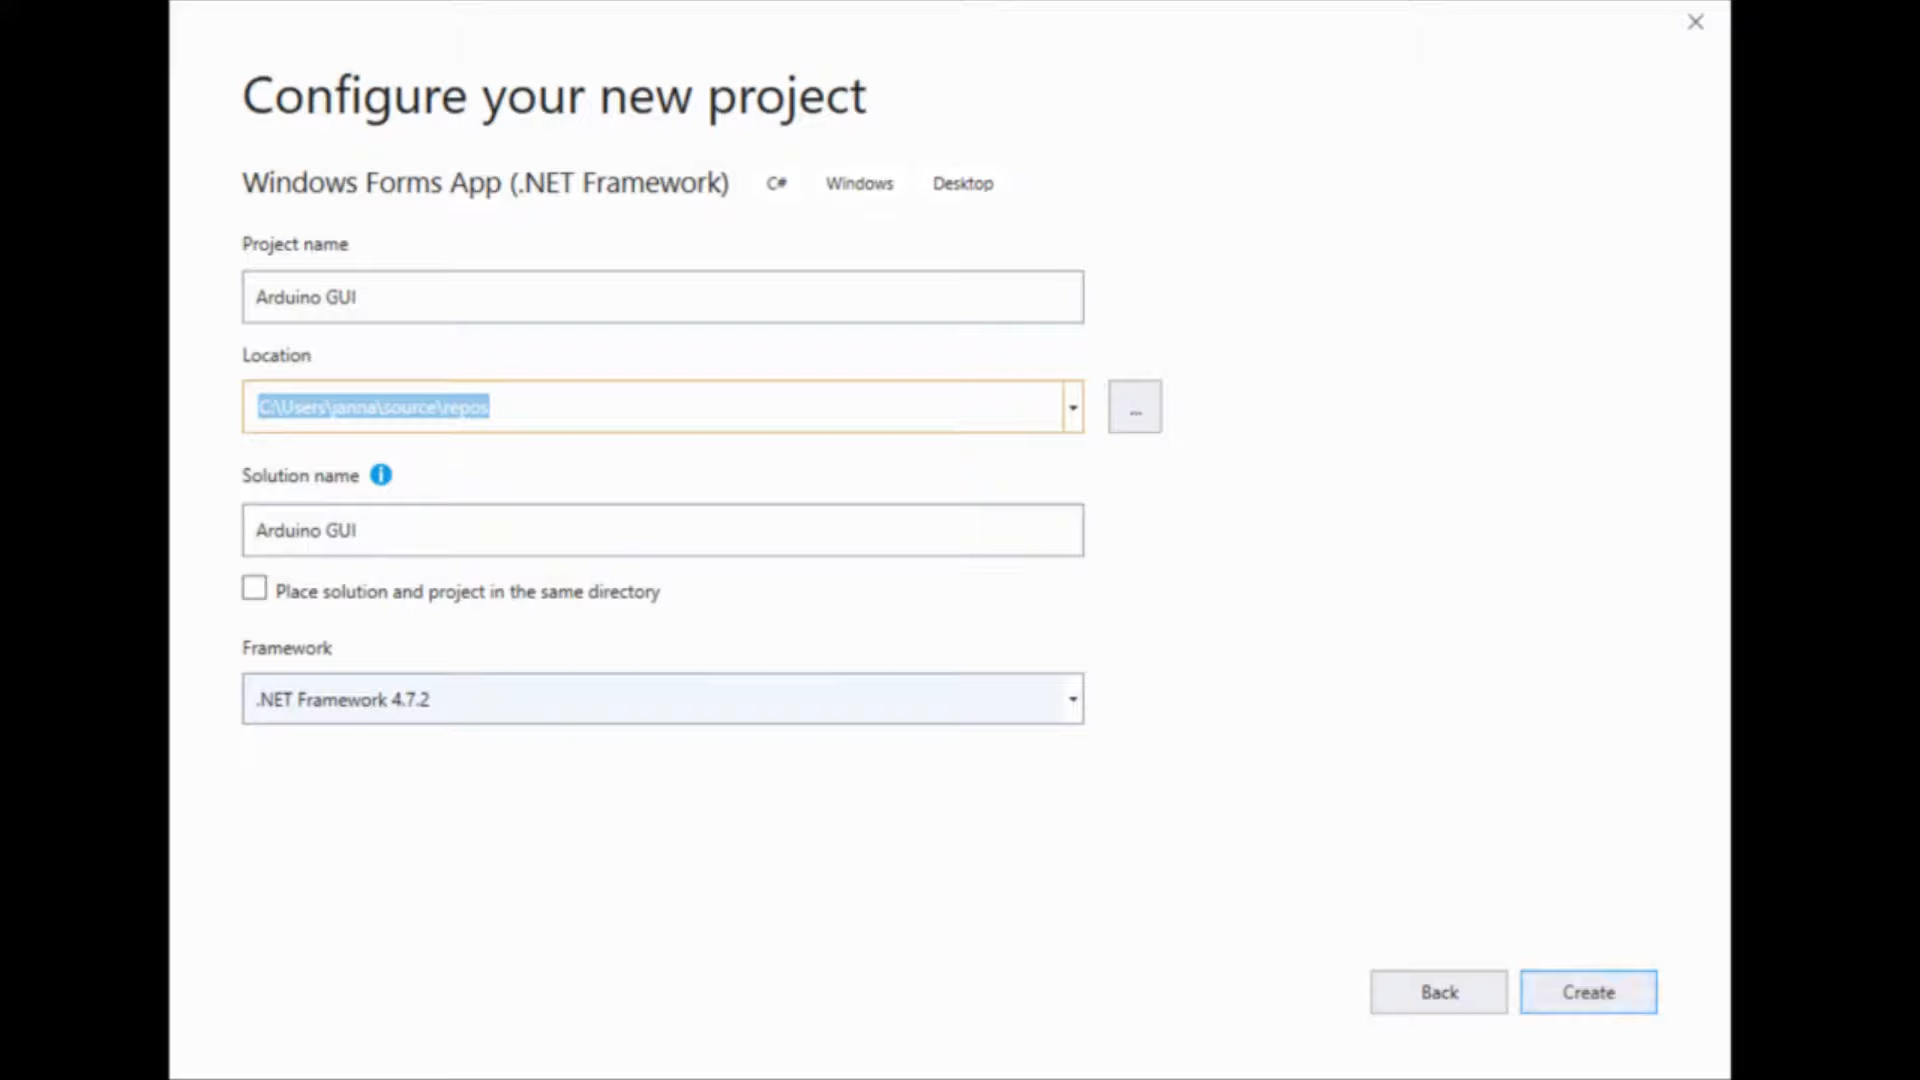 Configure your new project
Windows Forms App (.NET Framework) C# Windows Desktop
Project name
Arduino GUI
Location
C:\Users\janna\source\repos
...
Solution name
Arduino GUI
Place solution and project in the same directory
Framework
.NET Framework 4.7.2
Back Create